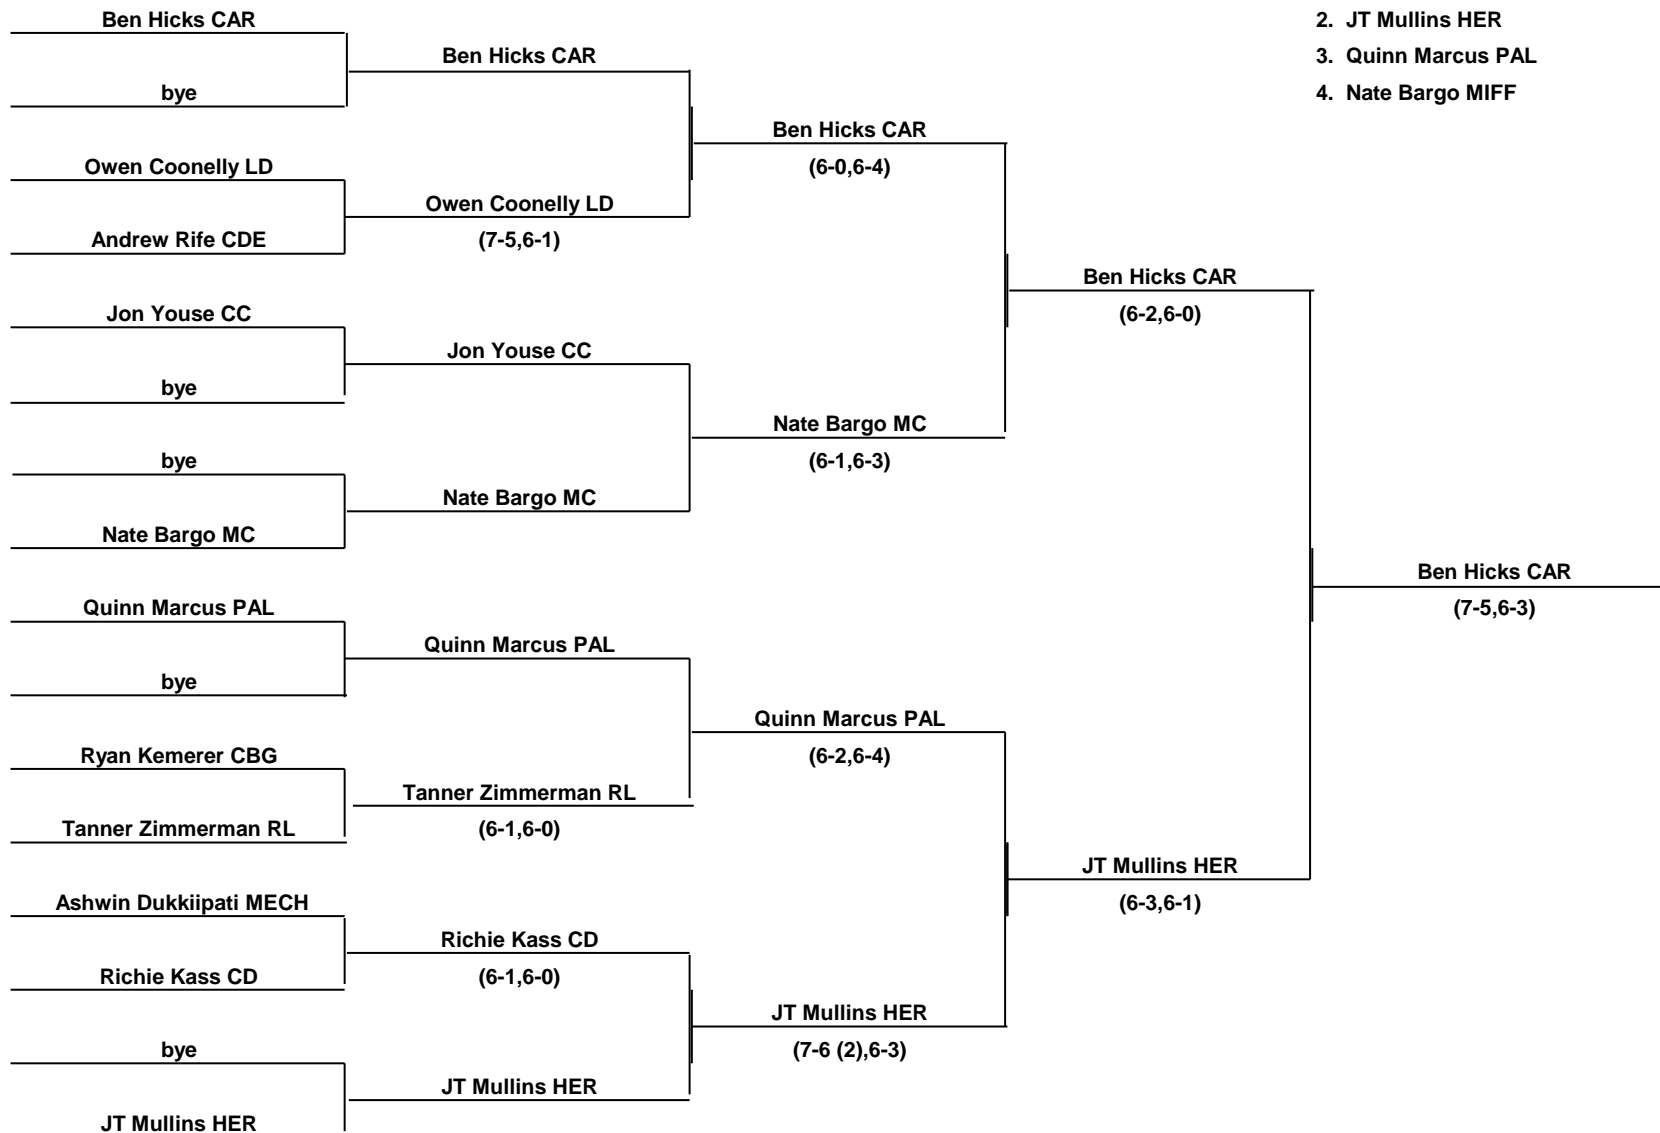 Ben Hicks CAR
bye
Owen Coonelly LD
Andrew Rife CDE
Jon Youse CC
bye
bye
Nate Bargo MC
Quinn Marcus PAL
bye
Ryan Kemerer CBG
Tanner Zimmerman RL
Ashwin Dukkiipati MECH
Richie Kass CD
bye
JT Mullins HER
Ben Hicks CAR
Owen Coonelly LD
(7-5,6-1)
Jon Youse CC
Nate Bargo MC
Quinn Marcus PAL
Tanner Zimmerman RL
(6-1,6-0)
Richie Kass CD
(6-1,6-0)
JT Mullins HER
Ben Hicks CAR
(6-0,6-4)
Nate Bargo MC
(6-1,6-3)
Quinn Marcus PAL
(6-2,6-4)
JT Mullins HER
(7-6 (2),6-3)
Ben Hicks CAR
(6-2,6-0)
JT Mullins HER
(6-3,6-1)
2. JT Mullins HER
3. Quinn Marcus PAL
4. Nate Bargo MIFF
Ben Hicks CAR
(7-5,6-3)